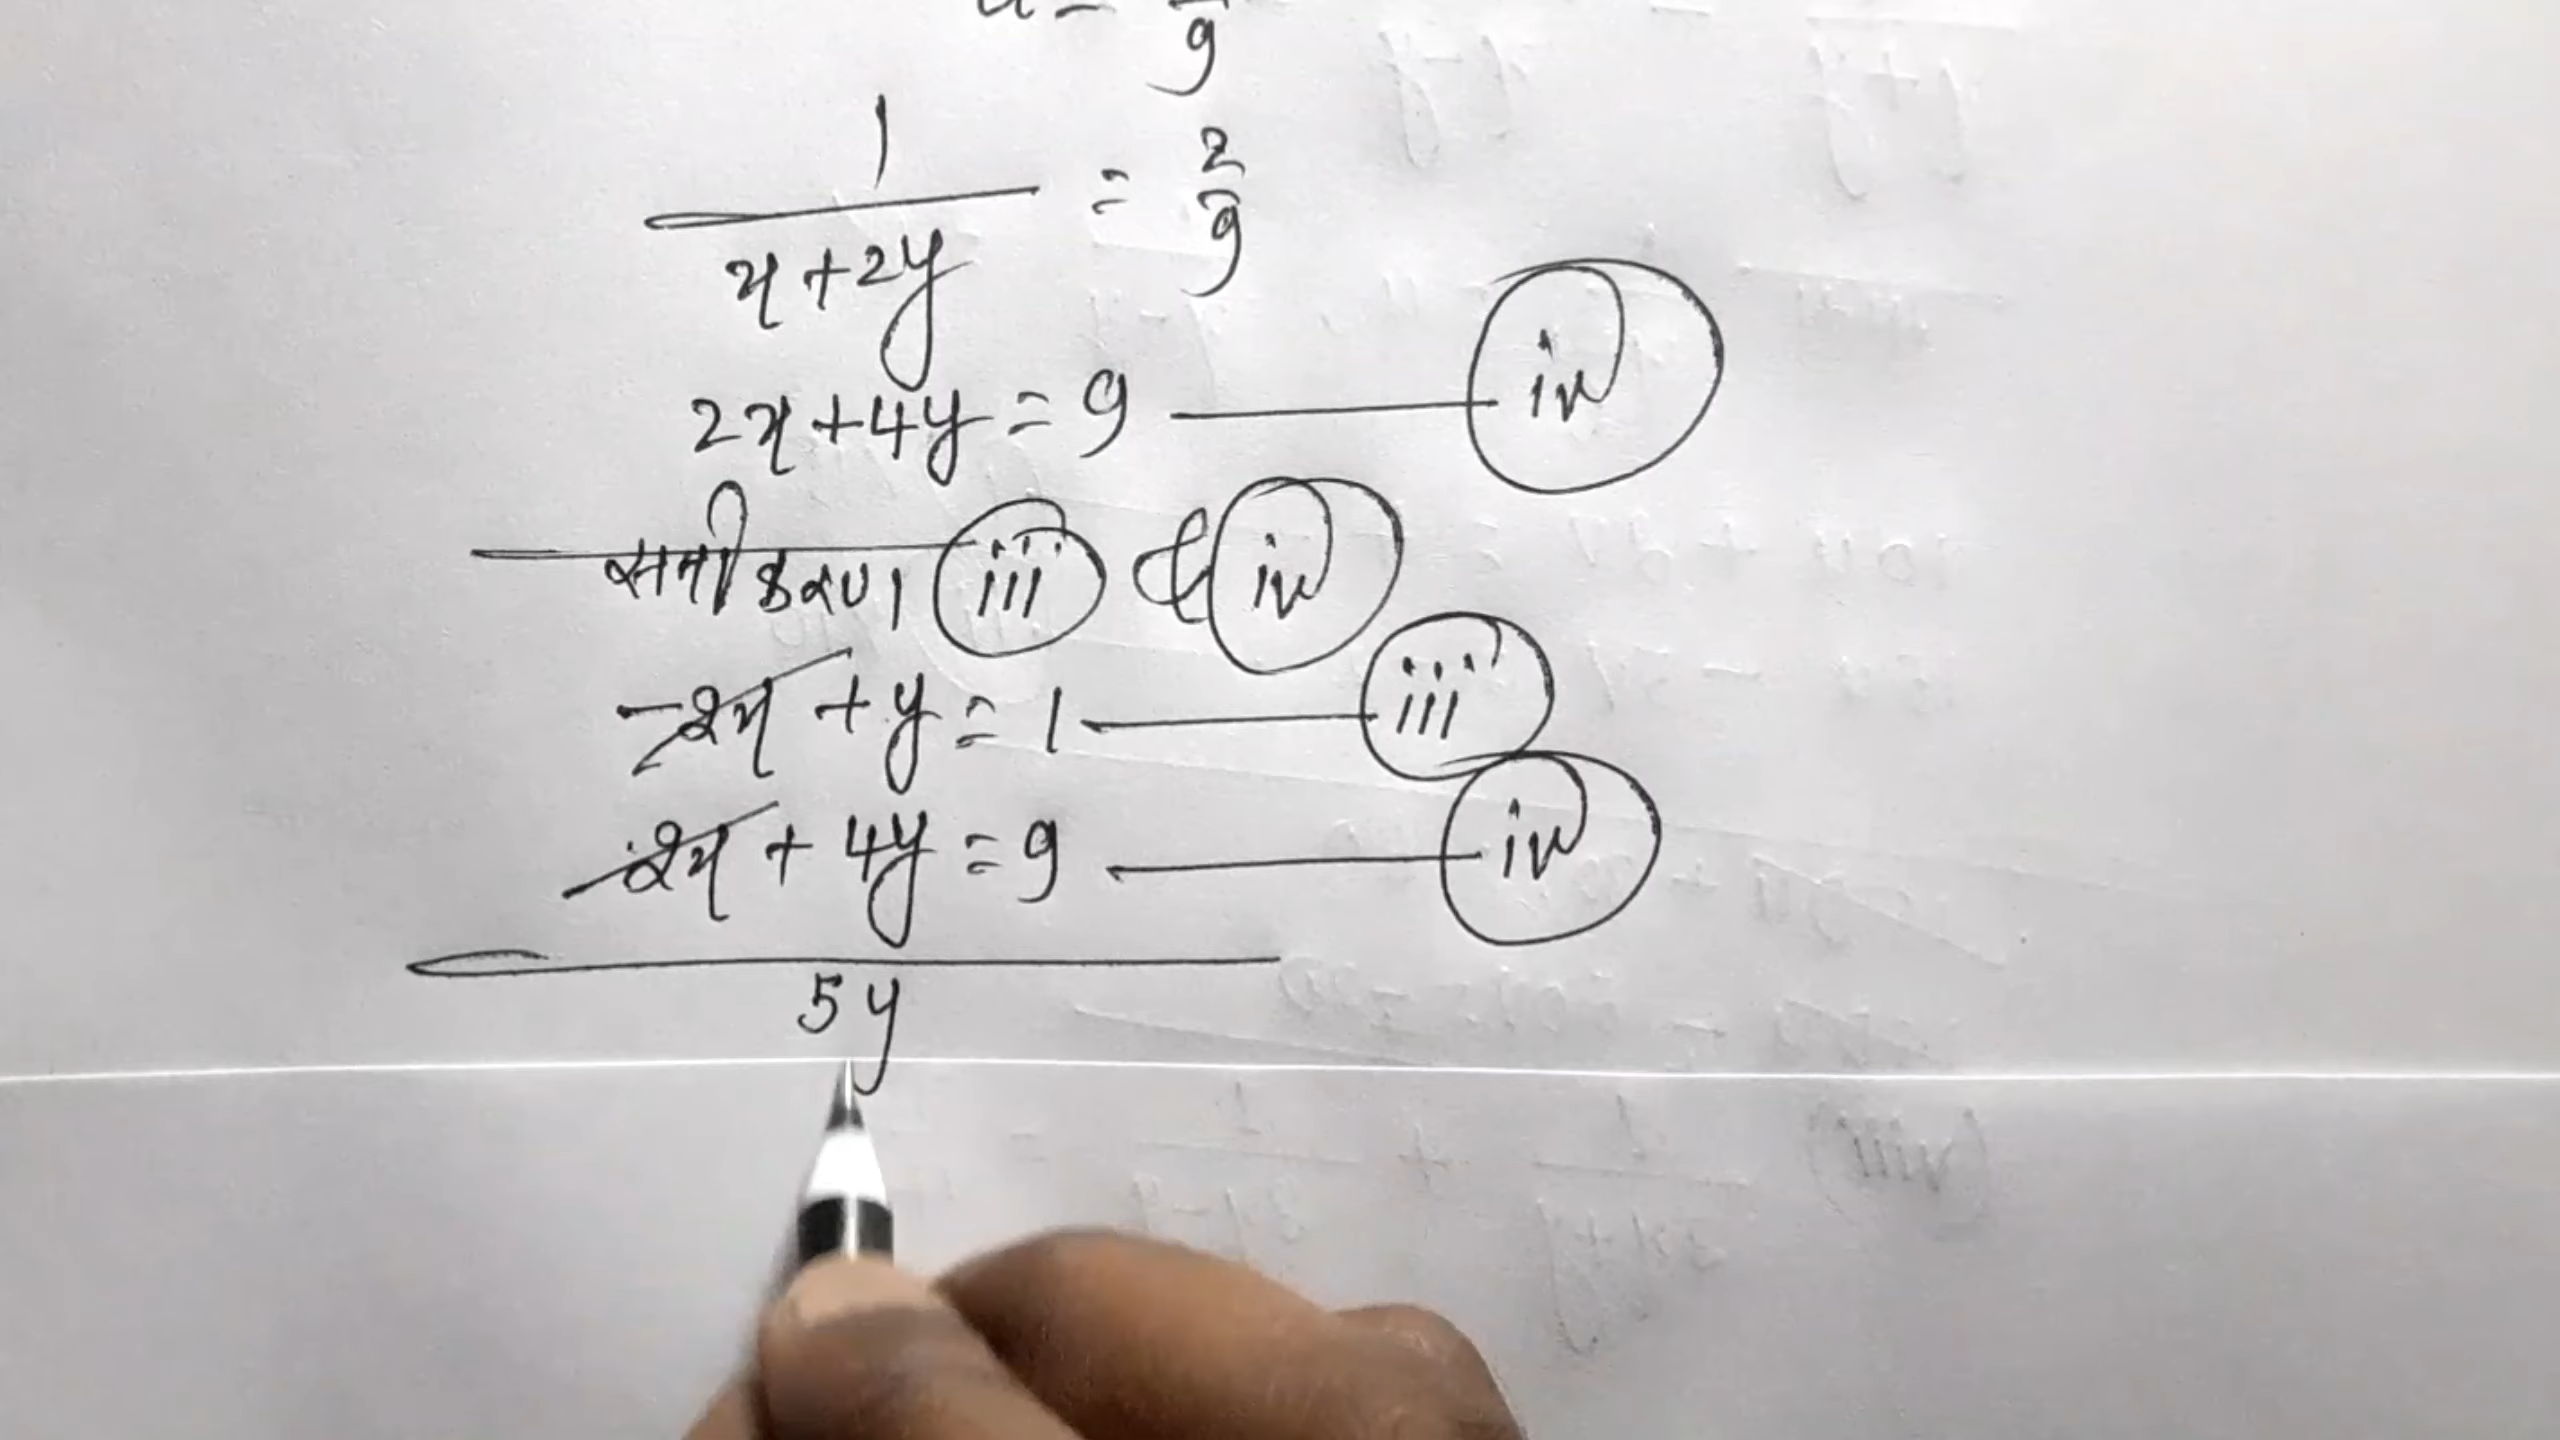 u = 9
1/(x+2y) = 2/9
2x+4y=9 — iv
समीकरण iii & iv
-2x + y = 1 — iii
2x + 4y = 9 — iv
5y